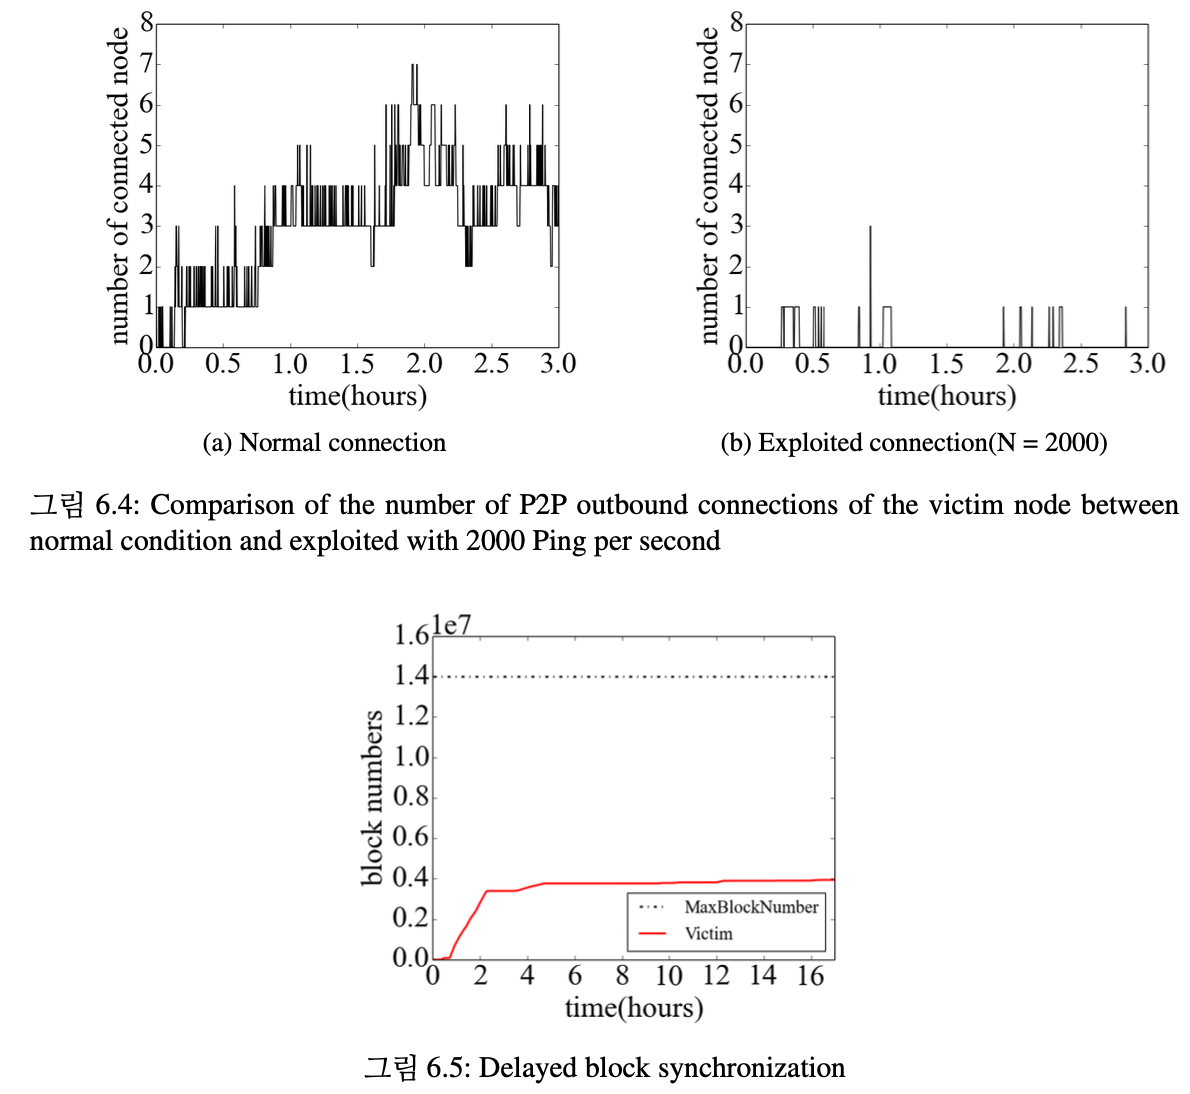 8
7
6
5
4
3
2
1
0
number of connected node
0.0 0.5 1.0 1.5 2.0 2.5 3.0
time(hours)
(a) Normal connection
8
7
6
5
4
3
2
1
0
number of connected node
0.0 0.5 1.0 1.5 2.0 2.5 3.0
time(hours)
(b) Exploited connection(N = 2000)
그림 6.4: Comparison of the number of P2P outbound connections of the victim node between
normal condition and exploited with 2000 Ping per second
1e7
1.6
1.4
1.2
1.0
0.8
0.6
0.4
0.2
0.0
block numbers
MaxBlockNumber
Victim
0 2 4 6 8 10 12 14 16
time(hours)
그림 6.5: Delayed block synchronization